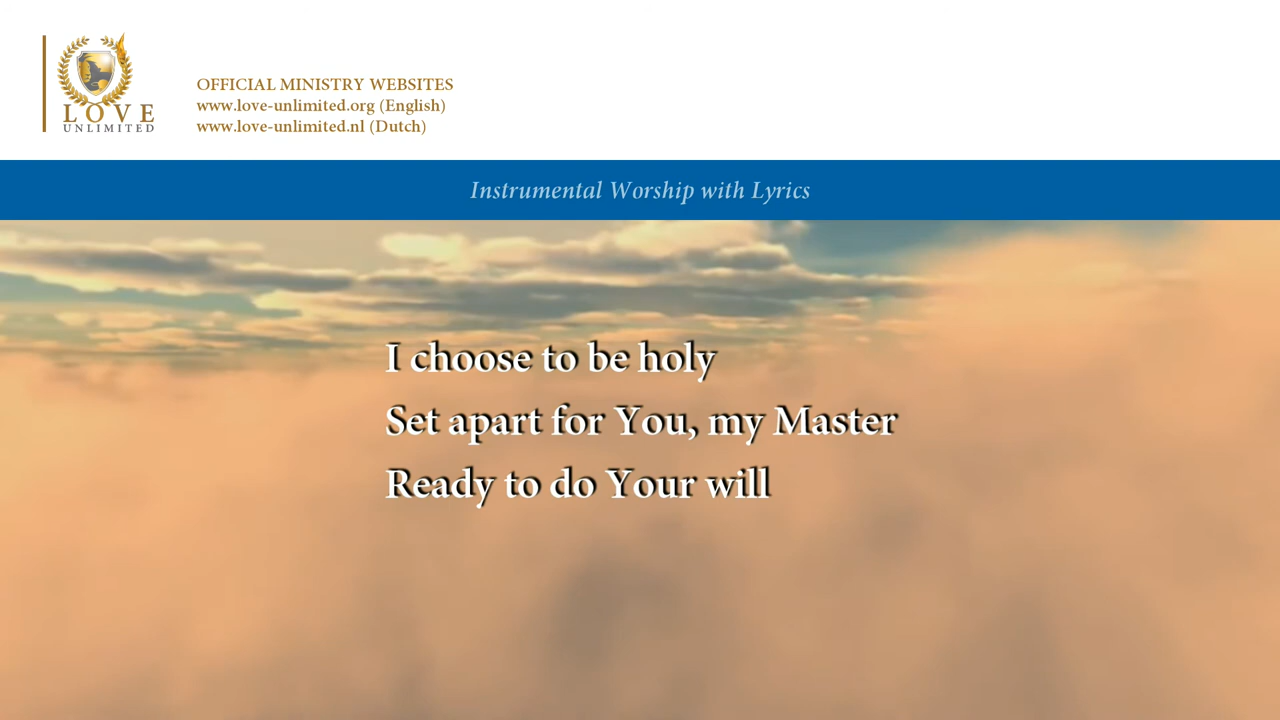 LOVE
UNLIMITED
OFFICIAL MINISTRY WEBSITES
www.love-unlimited.org (English)
www.love-unlimited.nl (Dutch)
Instrumental Worship with Lyrics
I choose to be holy
Set apart for You, my Master
Ready to do Your will